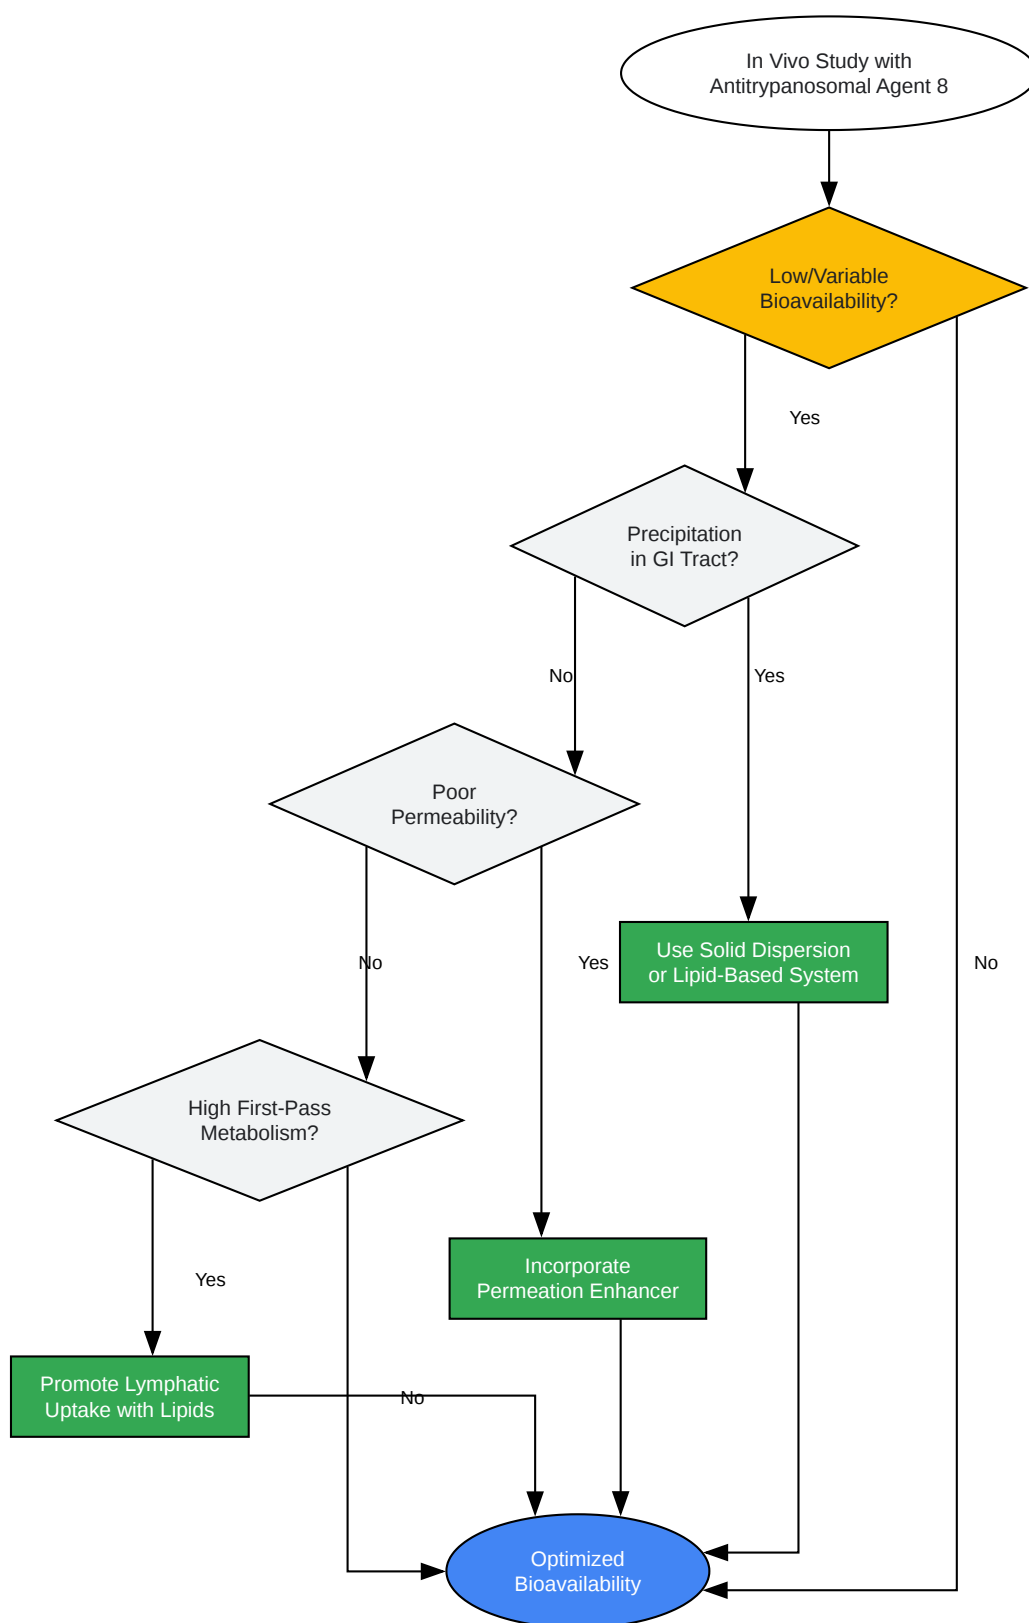 In Vivo Study with
Antitrypanosomal Agent 8
Low/Variable
Bioavailability?
Yes
Precipitation
in GI Tract?
No
Yes
Poor
Permeability?
Use Solid Dispersion
or Lipid-Based System
No
Yes
No
High First-Pass
Metabolism?
Incorporate
Permeation Enhancer
Yes
Promote Lymphatic
Uptake with Lipids
No
Optimized
Bioavailability